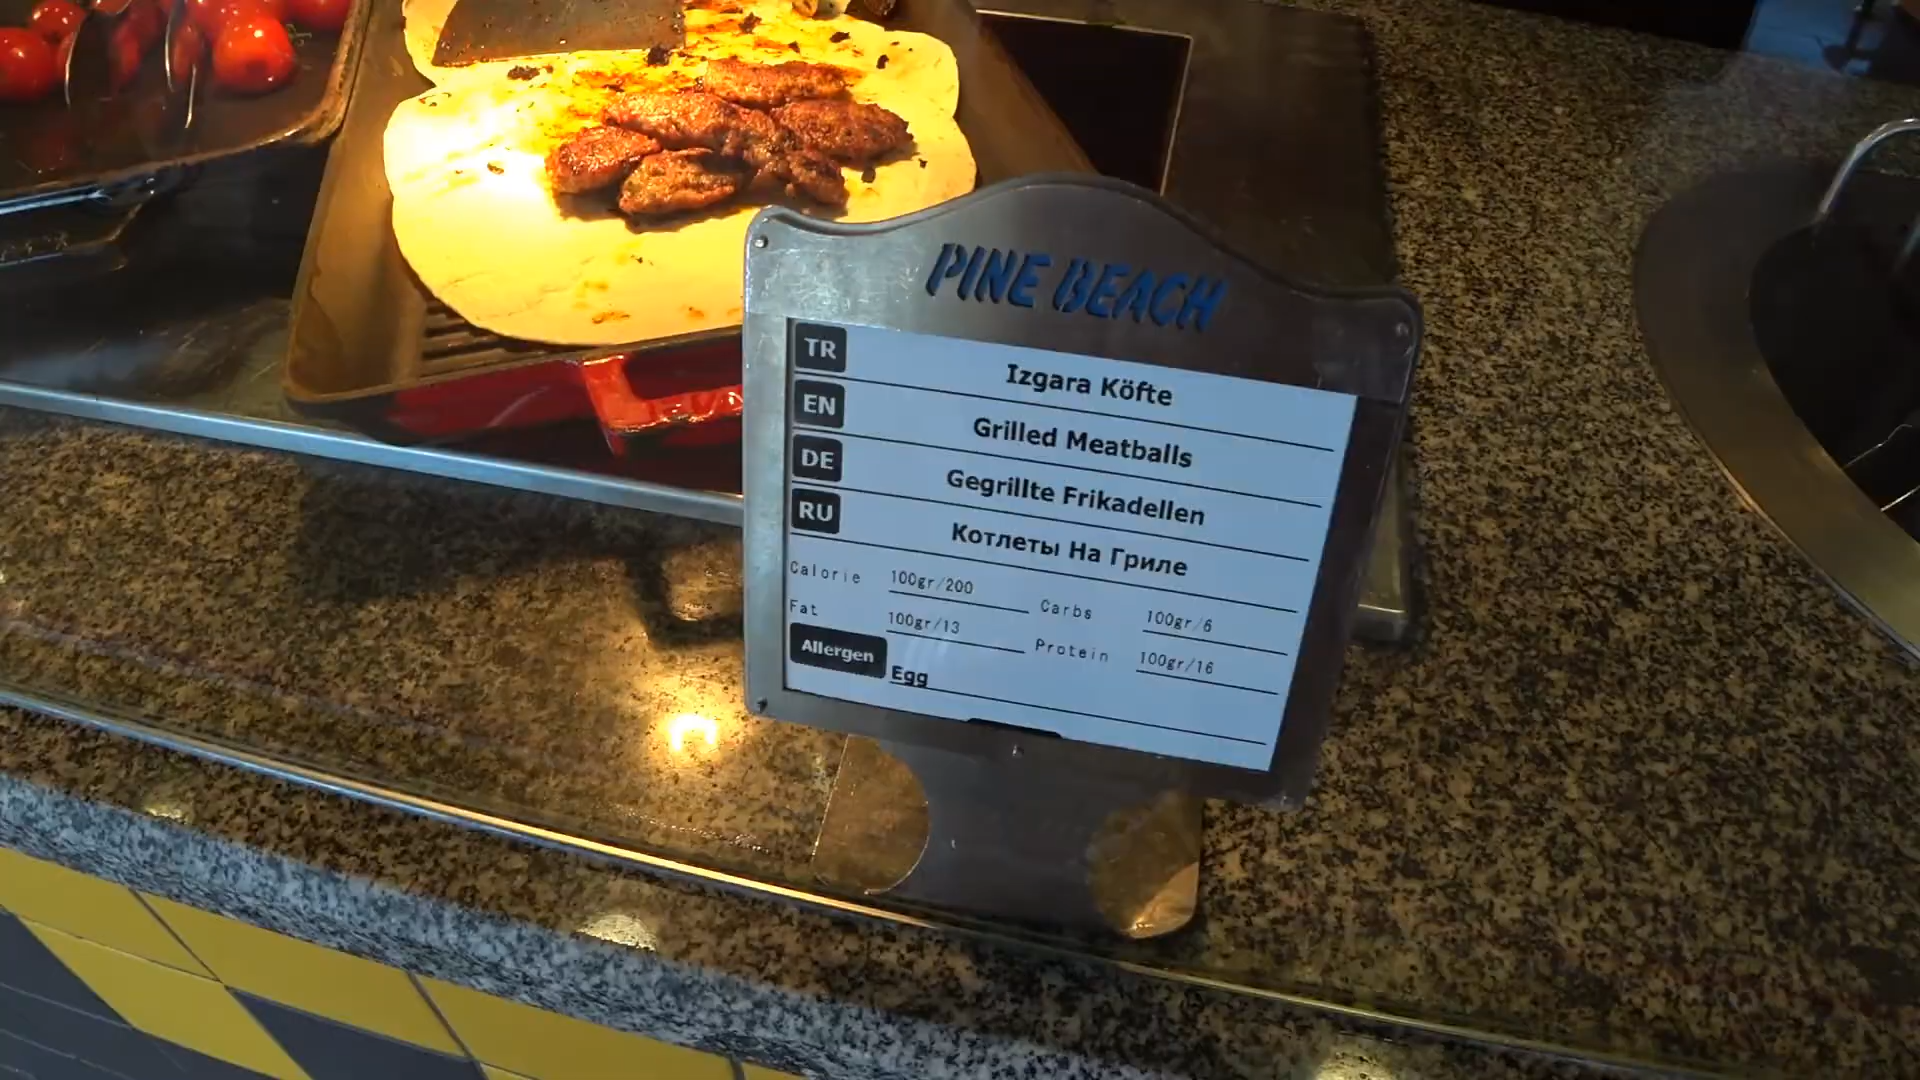 PINE BEACH
TR Izgara Köfte
EN Grilled Meatballs
DE Gegrillte Frikadellen
RU Котлеты На Гриле
Calorie 100gr/200 Carbs 100gr/6
Fat 100gr/13 Protein 100gr/16
Allergen Egg